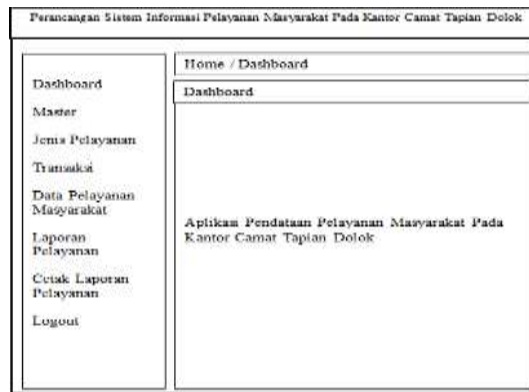 Perancangan Sistem Informasi Pelayanan Masyarakat Pada Kantor Camat Tapian Dolok
Dashboard
Master
Jenis Pelayanan
Transaksi
Data Pelayanan
Masyarakat
Laporan
Pelayanan
Cetak Laporan
Pelayanan
Logout
Home / Dashboard
Dashboard
Aplikasi Pendataan Pelayanan Masyarakat Pada
Kantor Camat Tapian Dolok